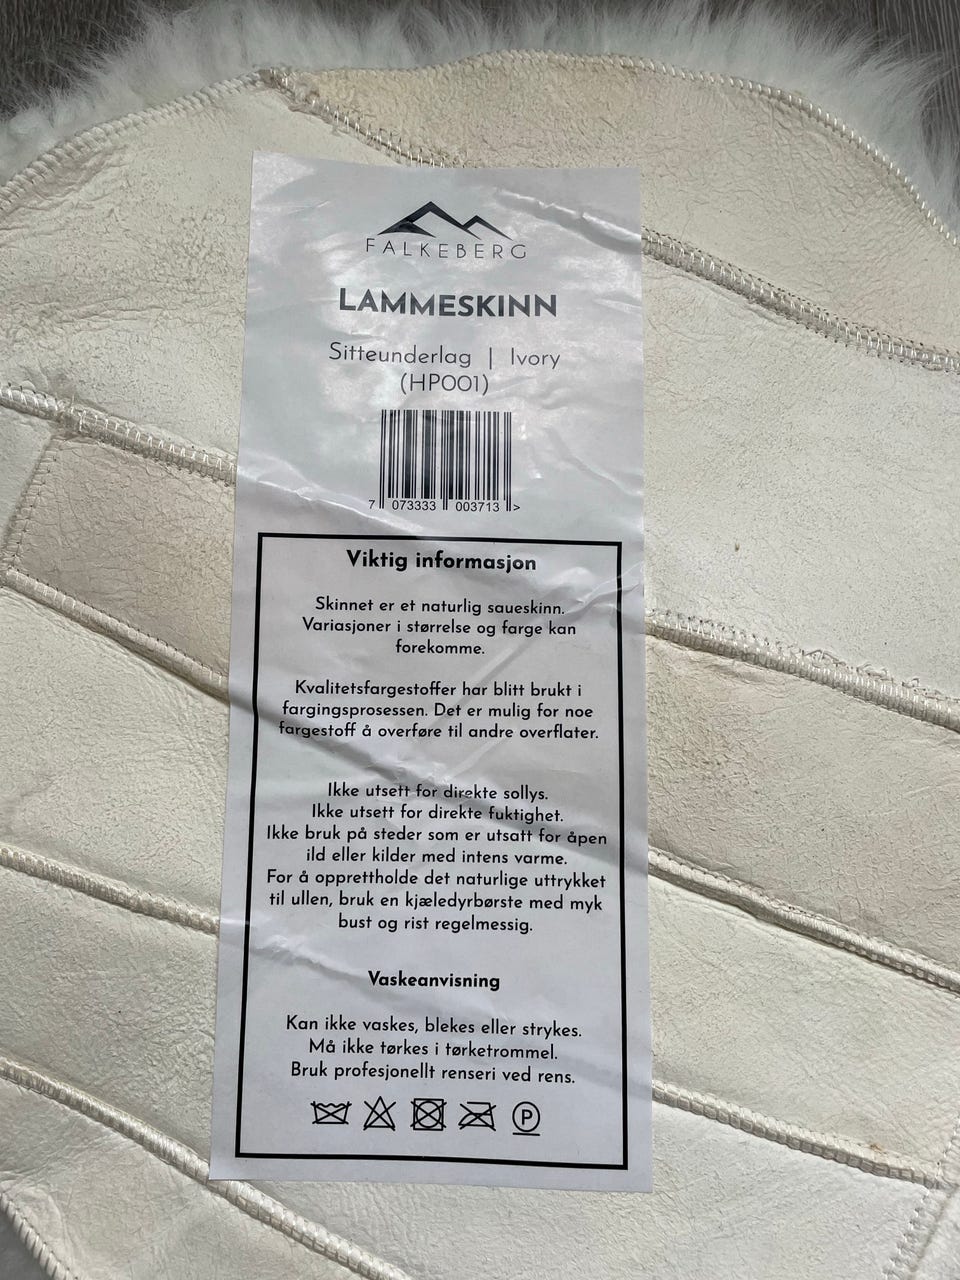 FALKEBERG
LAMMESKINN
Sitteunderlag | Ivory
(HP001)
7 073333 003713 >
Viktig informasjon
Skinnet er et naturlig saueskinn.
Variasjoner i størrelse og farge kan
forekomme.
Kvalitetsfargestoffer har blitt brukt i
fargingsprosessen. Det er mulig for noe
fargestoff å overføre til andre overflater.
Ikke utsett for direkte sollys.
Ikke utsett for direkte fuktighet.
Ikke bruk på steder som er utsatt for åpen
ild eller kilder med intens varme.
For å opprettholde det naturlige uttrykket
til ullen, bruk en kjæledyrbørste med myk
bust og rist regelmessig.
Vaskeanvisning
Kan ikke vaskes, blekes eller strykes.
Må ikke tørkes i tørketrommel.
Bruk profesjonellt renseri ved rens.
P